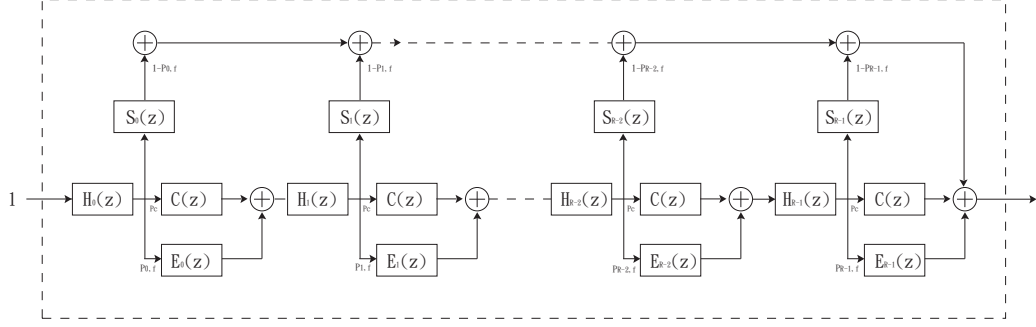 1-P0,f 1-P1,f 1-PR-2,f 1-PR-1,f
S0(z) S1(z) SR-2(z) SR-1(z)
1 H0(z) Pc C(z) H1(z) Pc C(z) HR-2(z) Pc C(z) HR-1(z) Pc C(z)
P0,f E0(z) P1,f E1(z) PR-2,f ER-2(z) PR-1,f ER-1(z)